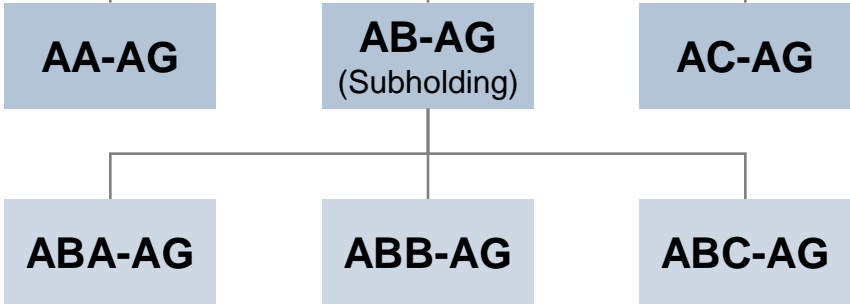 AA-AG
AB-AG
(Subholding)
AC-AG
ABA-AG
ABB-AG
ABC-AG